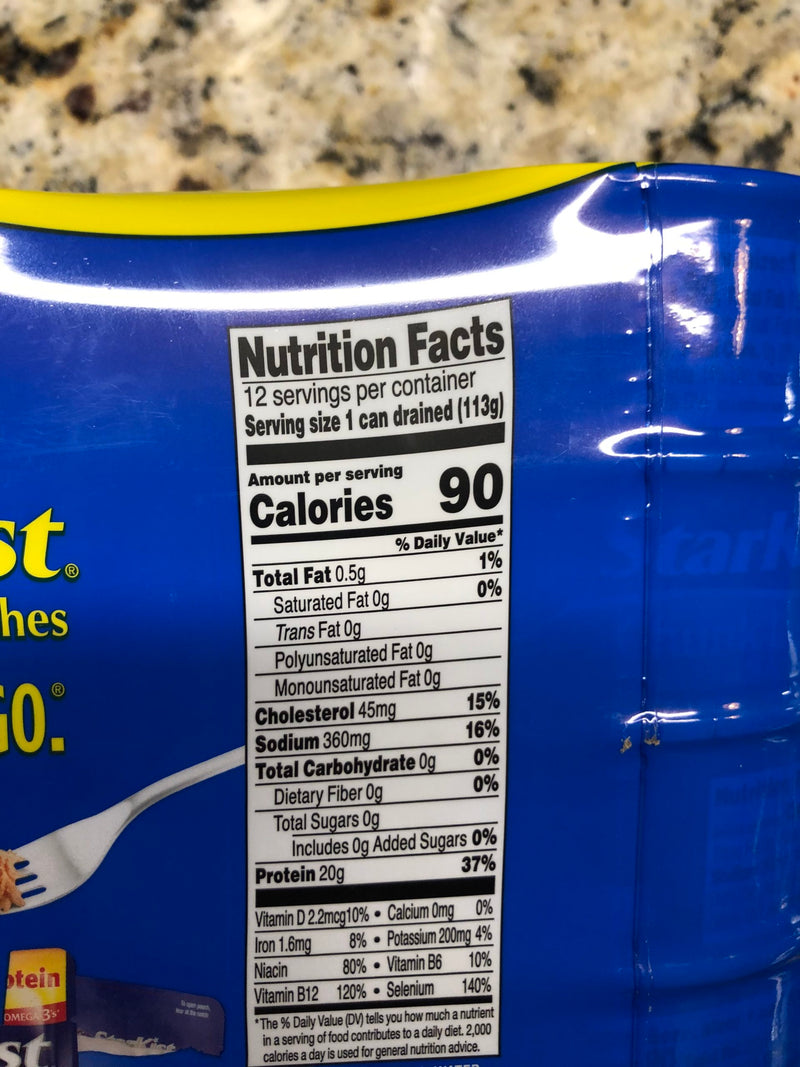 Nutrition Facts
12 servings per container
Serving size 1 can drained (113g)
Amount per serving
Calories 90
% Daily Value*
Total Fat 0.5g 1%
Saturated Fat 0g 0%
Trans Fat 0g
Polyunsaturated Fat 0g
Monounsaturated Fat 0g
Cholesterol 45mg 15%
Sodium 360mg 16%
Total Carbohydrate 0g 0%
Dietary Fiber 0g 0%
Total Sugars 0g
Includes 0g Added Sugars 0%
Protein 20g 37%
Vitamin D 2.2mcg 10% • Calcium 0mg 0%
Iron 1.6mg 8% • Potassium 200mg 4%
Niacin 80% • Vitamin B6 10%
Vitamin B12 120% • Selenium 140%
*The % Daily Value (DV) tells you how much a nutrient
in a serving of food contributes to a daily diet. 2,000
calories a day is used for general nutrition advice.
st®
hes
GO.®
otein
OMEGA-3's
st
StarKist